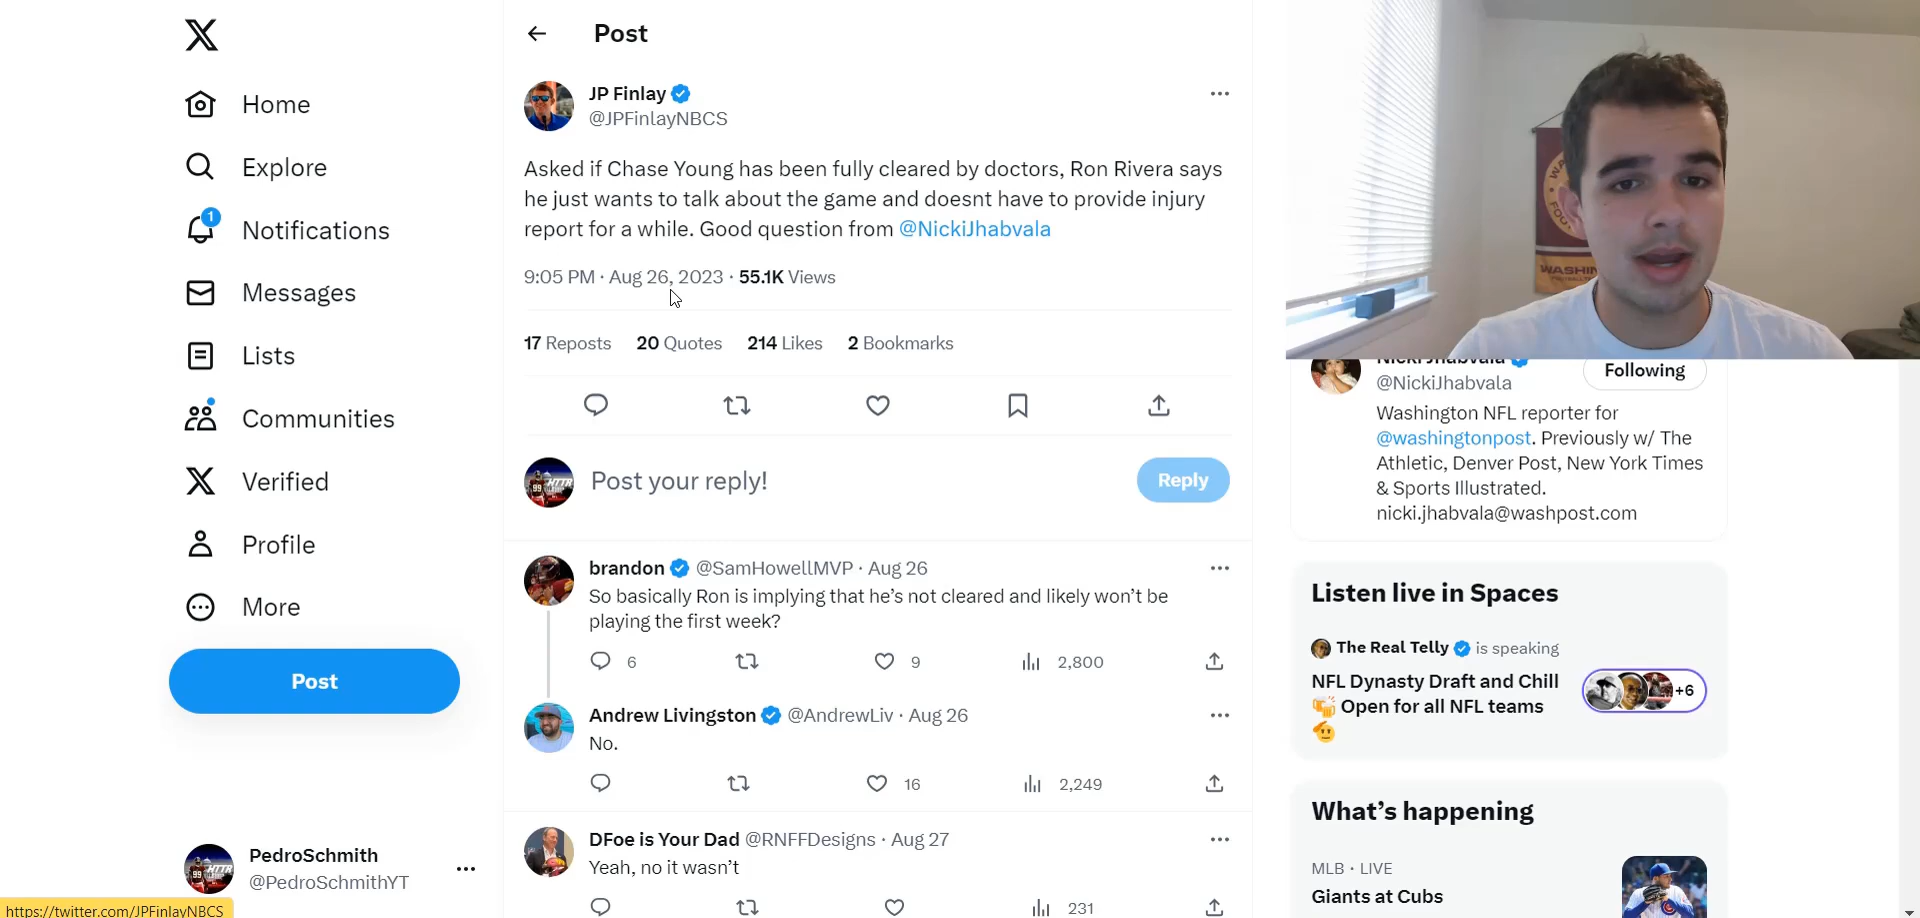 Home
Explore
1
Notifications
Messages
Lists
Communities
Verified
Profile
More
Post
PedroSchmith
@PedroSchmithYT
https://twitter.com/JPFinlayNBCS
Post
JP Finlay
@JPFinlayNBCS
Asked if Chase Young has been fully cleared by doctors, Ron Rivera says
he just wants to talk about the game and doesnt have to provide injury
report for a while. Good question from @NickiJhabvala
9:05 PM · Aug 26, 2023 · 55.1K Views
17 Reposts 20 Quotes 214 Likes 2 Bookmarks
Post your reply!
Reply
brandon @SamHowellMVP · Aug 26
So basically Ron is implying that he's not cleared and likely won't be
playing the first week?
6 9 2,800
Andrew Livingston @AndrewLiv · Aug 26
No.
16 2,249
DFoe is Your Dad @RNFFDesigns · Aug 27
Yeah, no it wasn't
231
Nicki Jhabvala
@NickiJhabvala
Following
Washington NFL reporter for
@washingtonpost. Previously w/ The
Athletic, Denver Post, New York Times
& Sports Illustrated.
nicki.jhabvala@washpost.com
Listen live in Spaces
The Real Telly is speaking
NFL Dynasty Draft and Chill
🍻 Open for all NFL teams
🫡
+6
What's happening
MLB · LIVE
Giants at Cubs